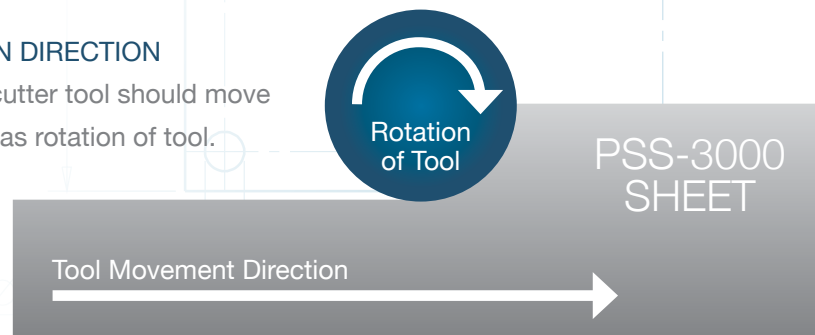 N DIRECTION
cutter tool should move
as rotation of tool.
Rotation
of Tool
PSS-3000
SHEET
Tool Movement Direction